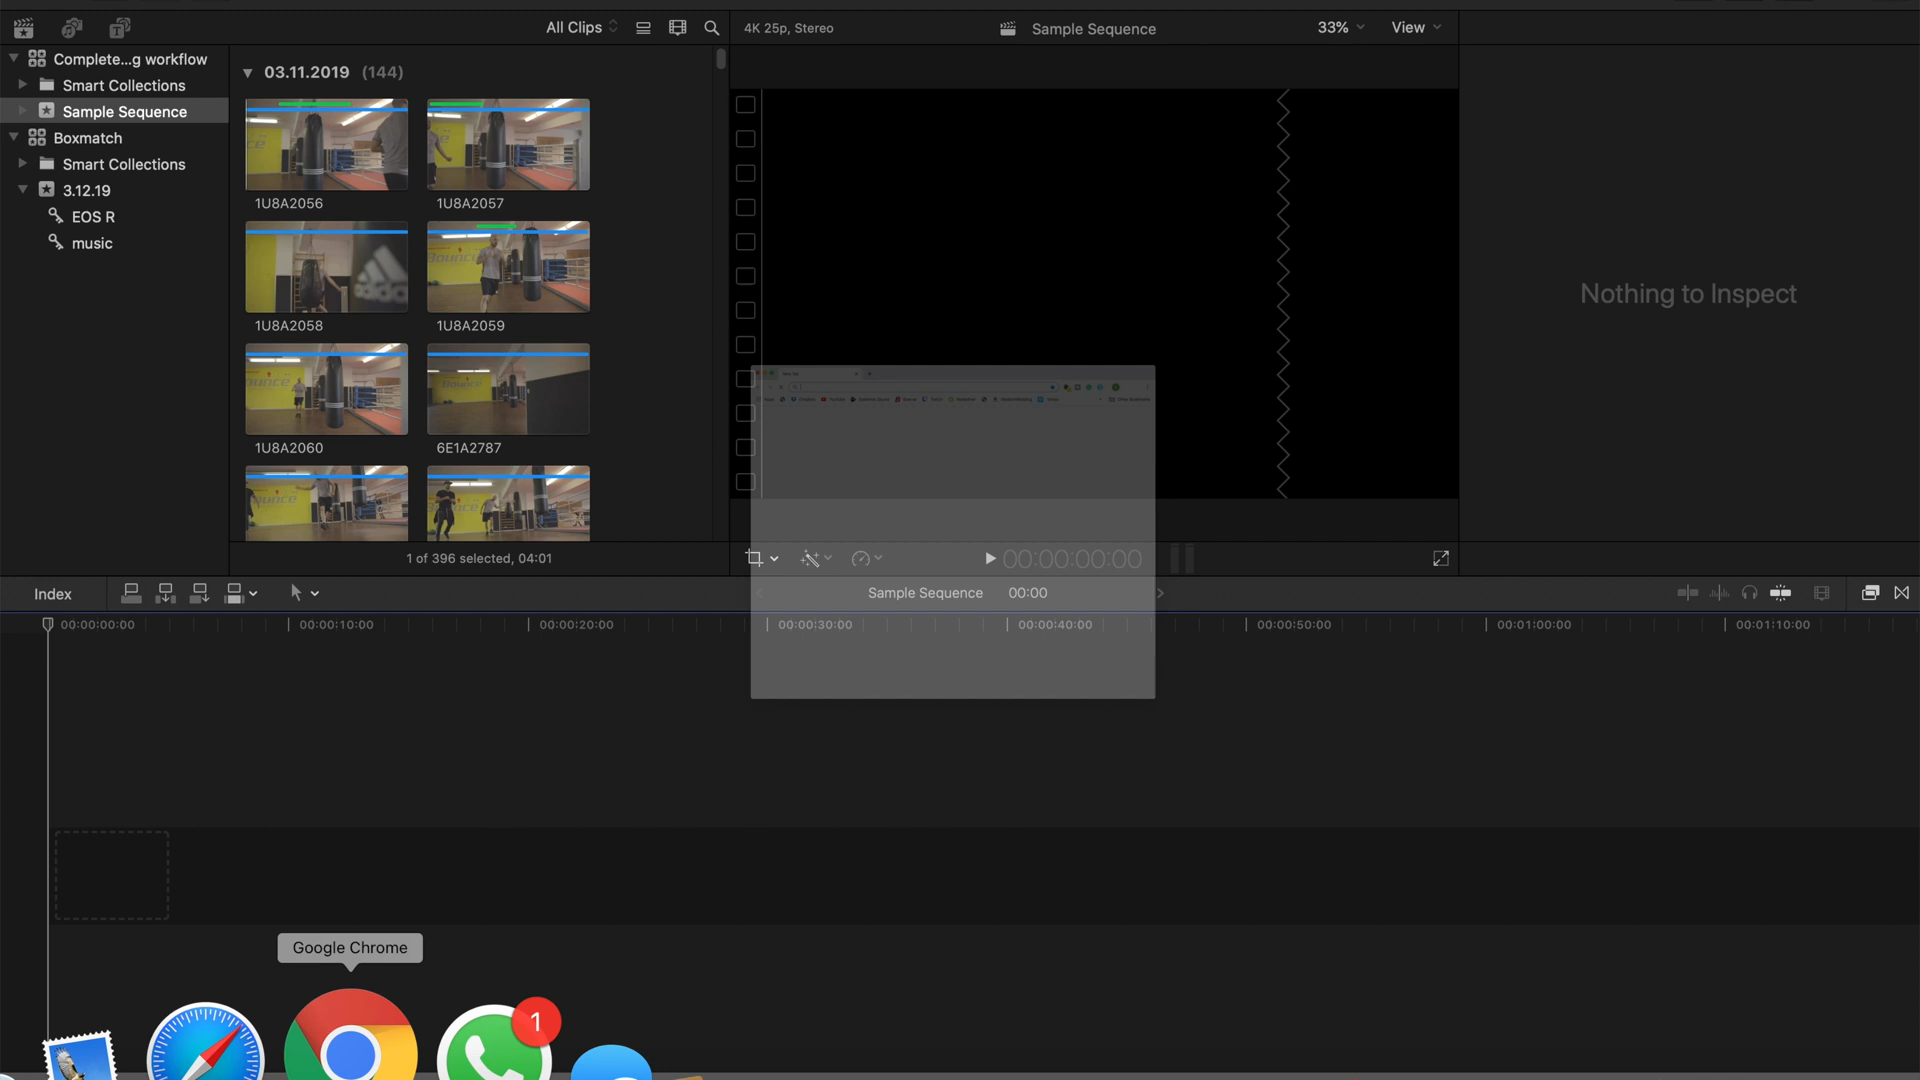 All Clips
4K 25p, Stereo
Sample Sequence
33%
View
Complete...g workflow
Smart Collections
Sample Sequence
Boxmatch
Smart Collections
3.12.19
EOS R
music
03.11.2019 (144)
1U8A2056
1U8A2057
1U8A2058
1U8A2059
1U8A2060
6E1A2787
Bounce
adidas
Nothing to Inspect
1 of 396 selected, 04:01
00:00:00:00
Index
Sample Sequence 00:00
00:00:00:00
00:00:10:00
00:00:20:00
00:00:30:00
00:00:40:00
00:00:50:00
00:01:00:00
00:01:10:00
Google Chrome
1